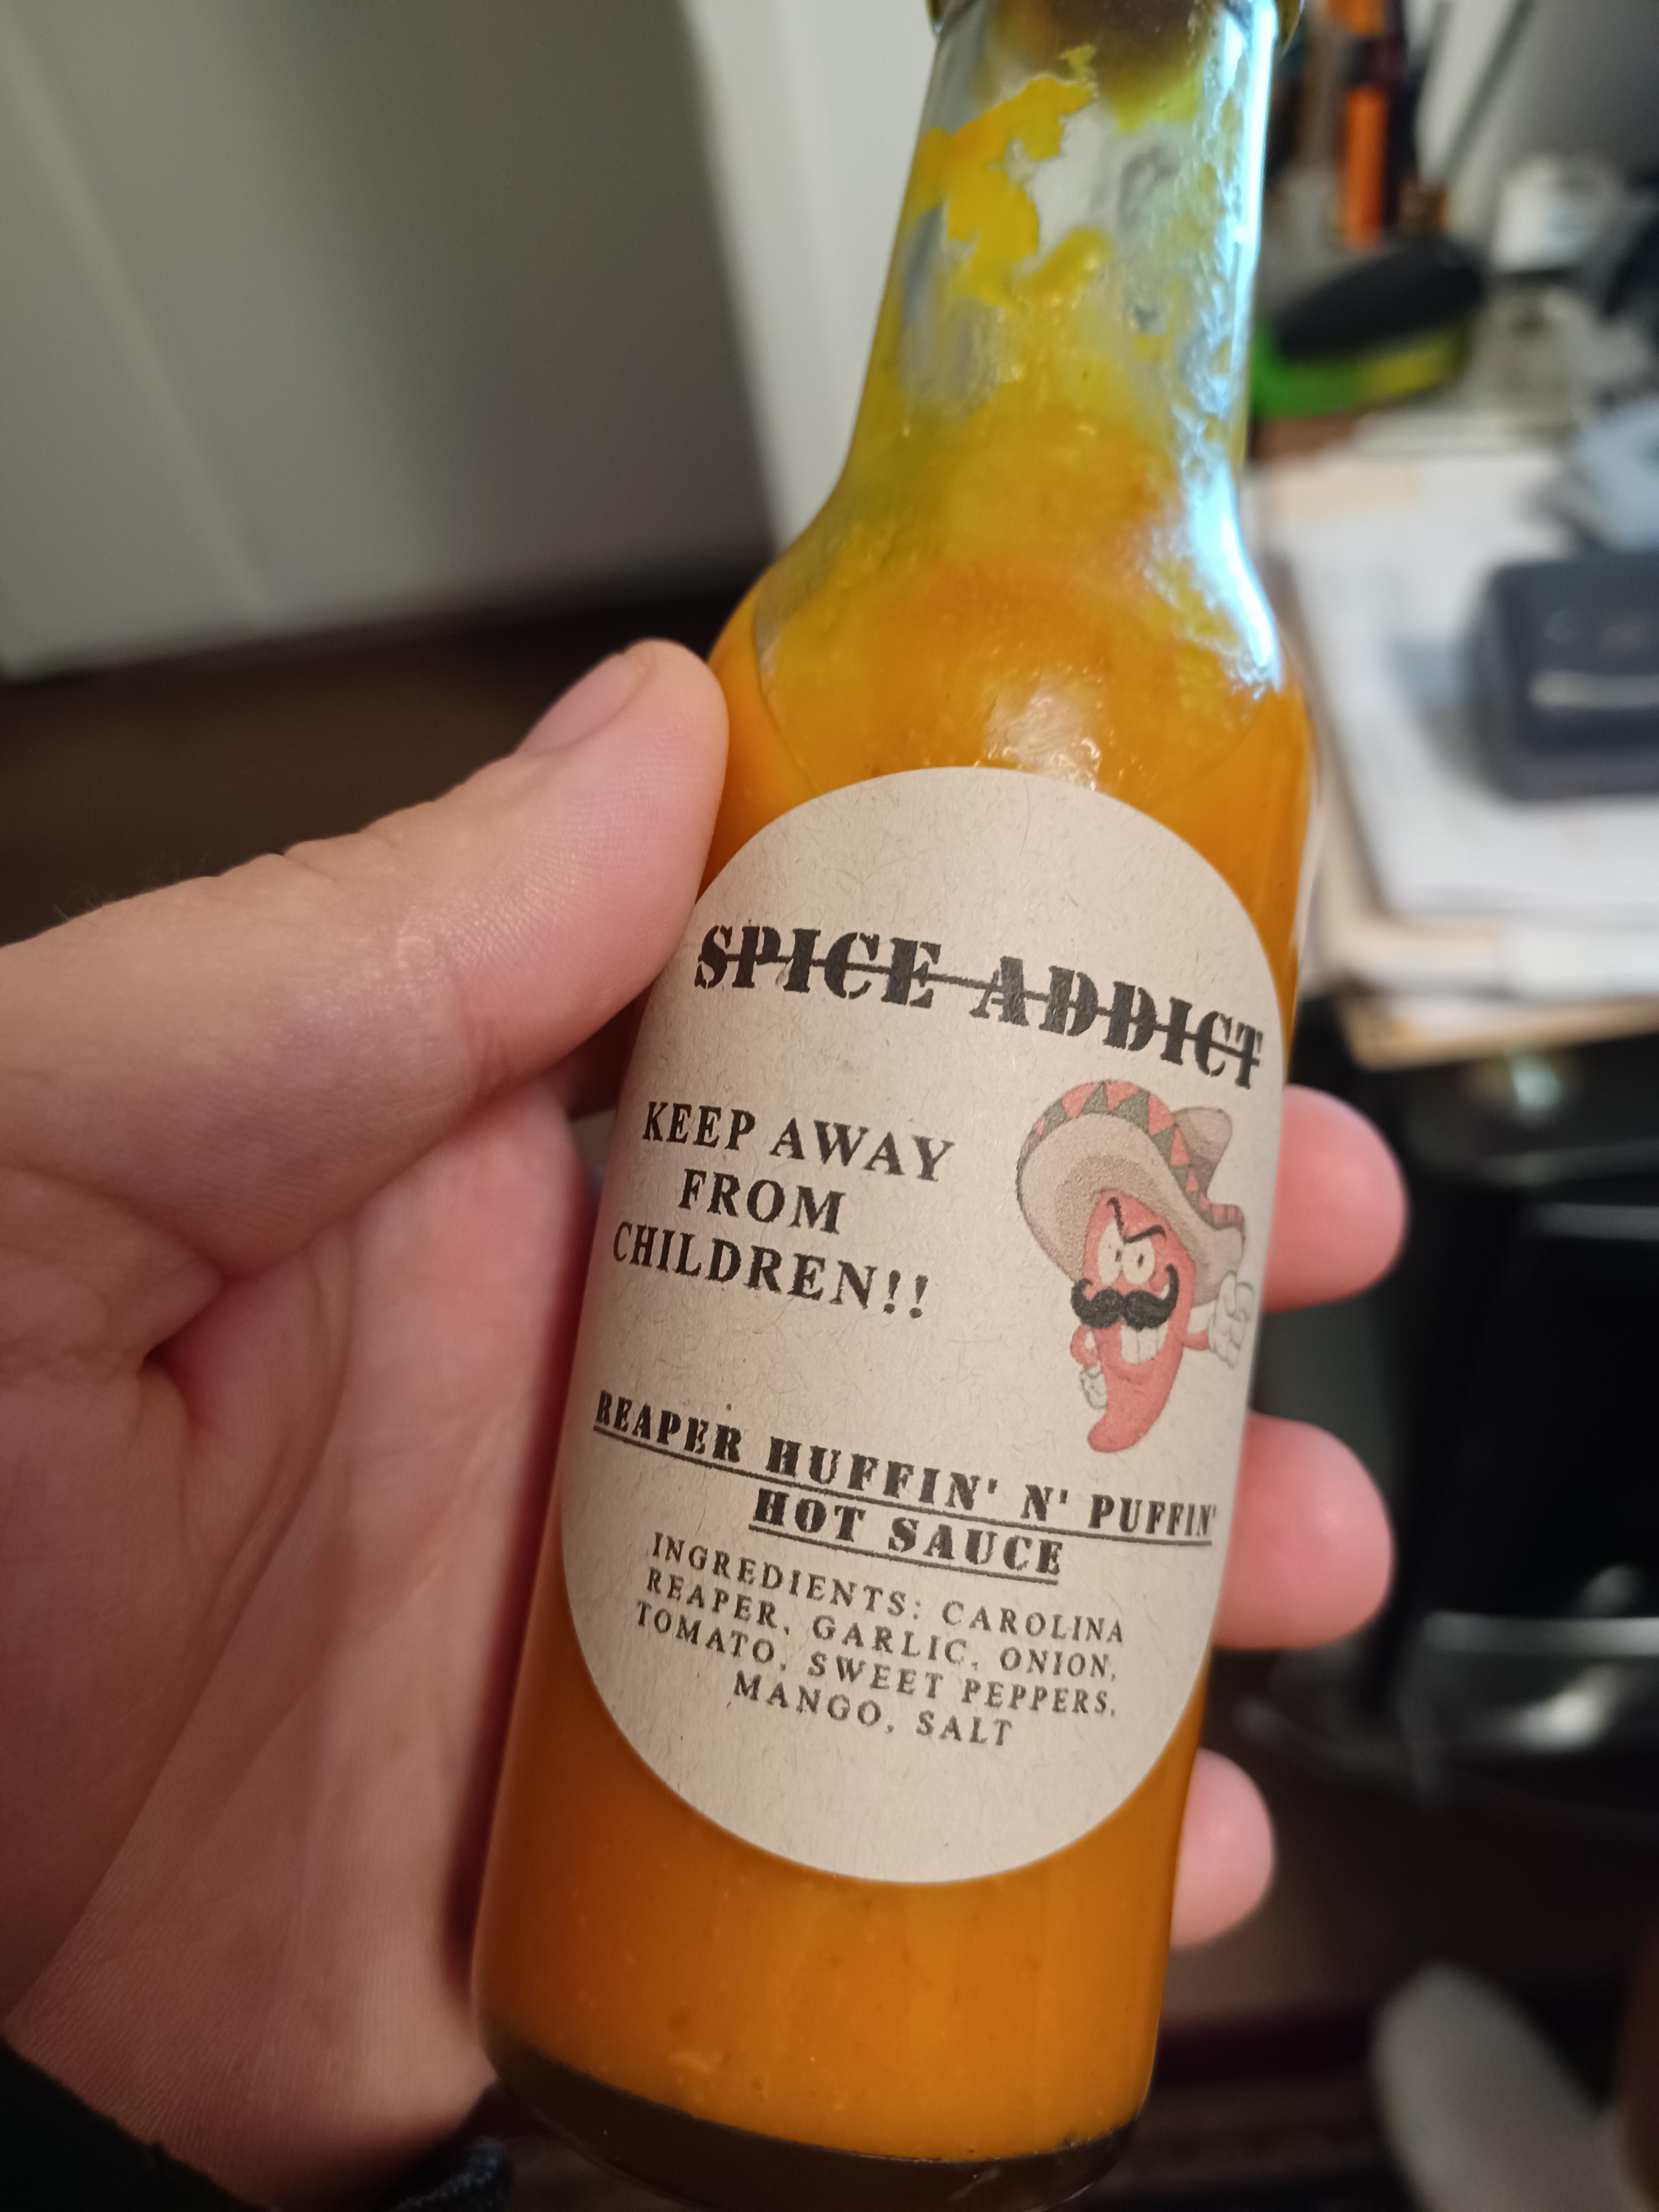 SPICE ADDICT
KEEP AWAY
FROM
CHILDREN!!
REAPER HUFFIN' N' PUFFIN'
HOT SAUCE
INGREDIENTS: CAROLINA
REAPER, GARLIC, ONION,
TOMATO, SWEET PEPPERS,
MANGO, SALT